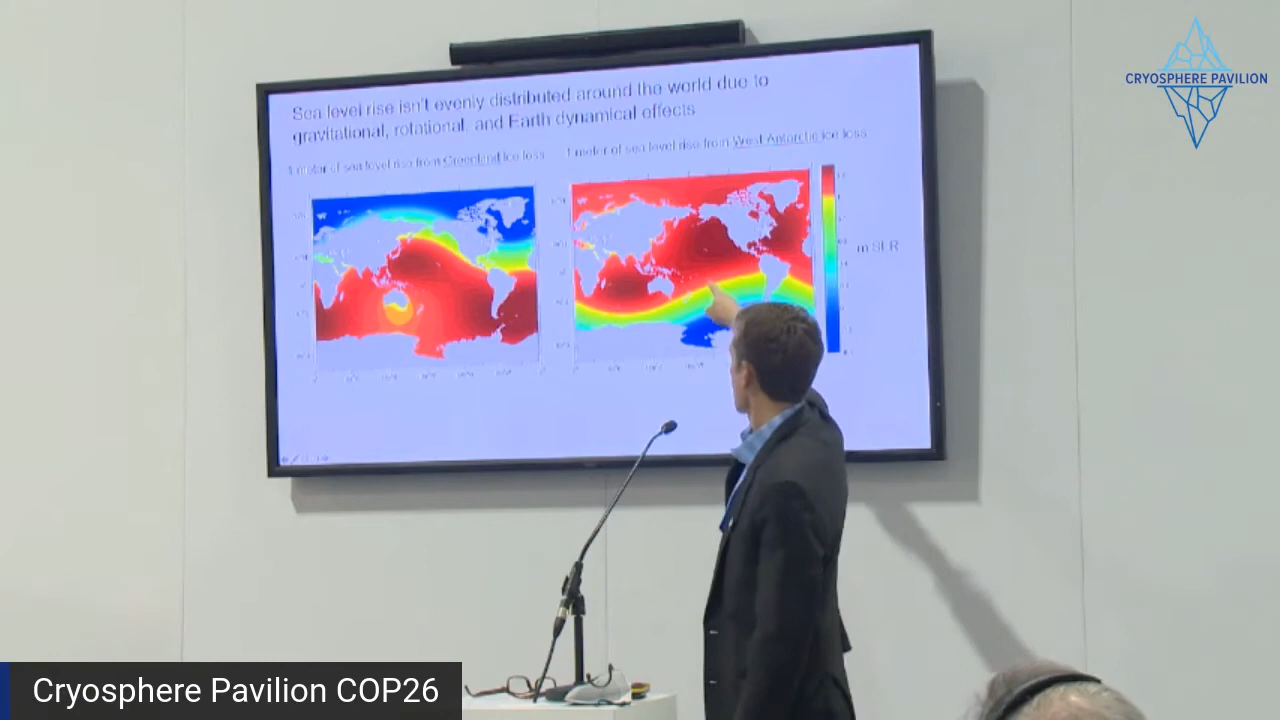 CRYOSPHERE PAVILION
Sea level rise isn't evenly distributed around the world due to
gravitational, rotational, and Earth dynamical effects
1 meter of sea level rise from Greenland ice loss
1 meter of sea level rise from West Antarctic ice loss
m SLR
Cryosphere Pavilion COP26